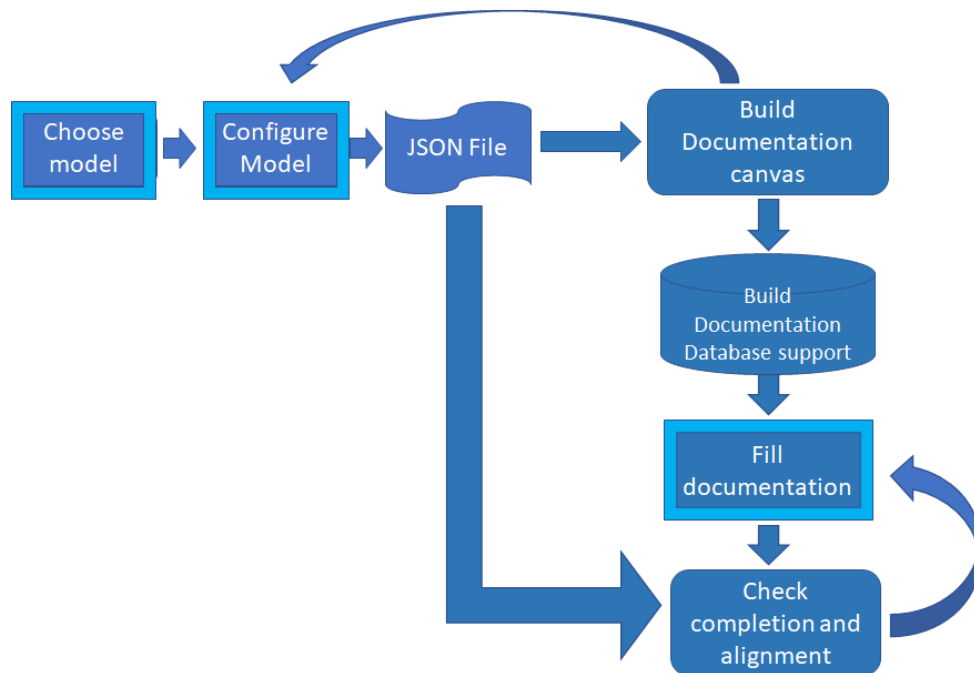 Choose
model
Configure
Model
JSON File
Build
Documentation
canvas
Build
Documentation
Database support
Fill
documentation
Check
completion and
alignment